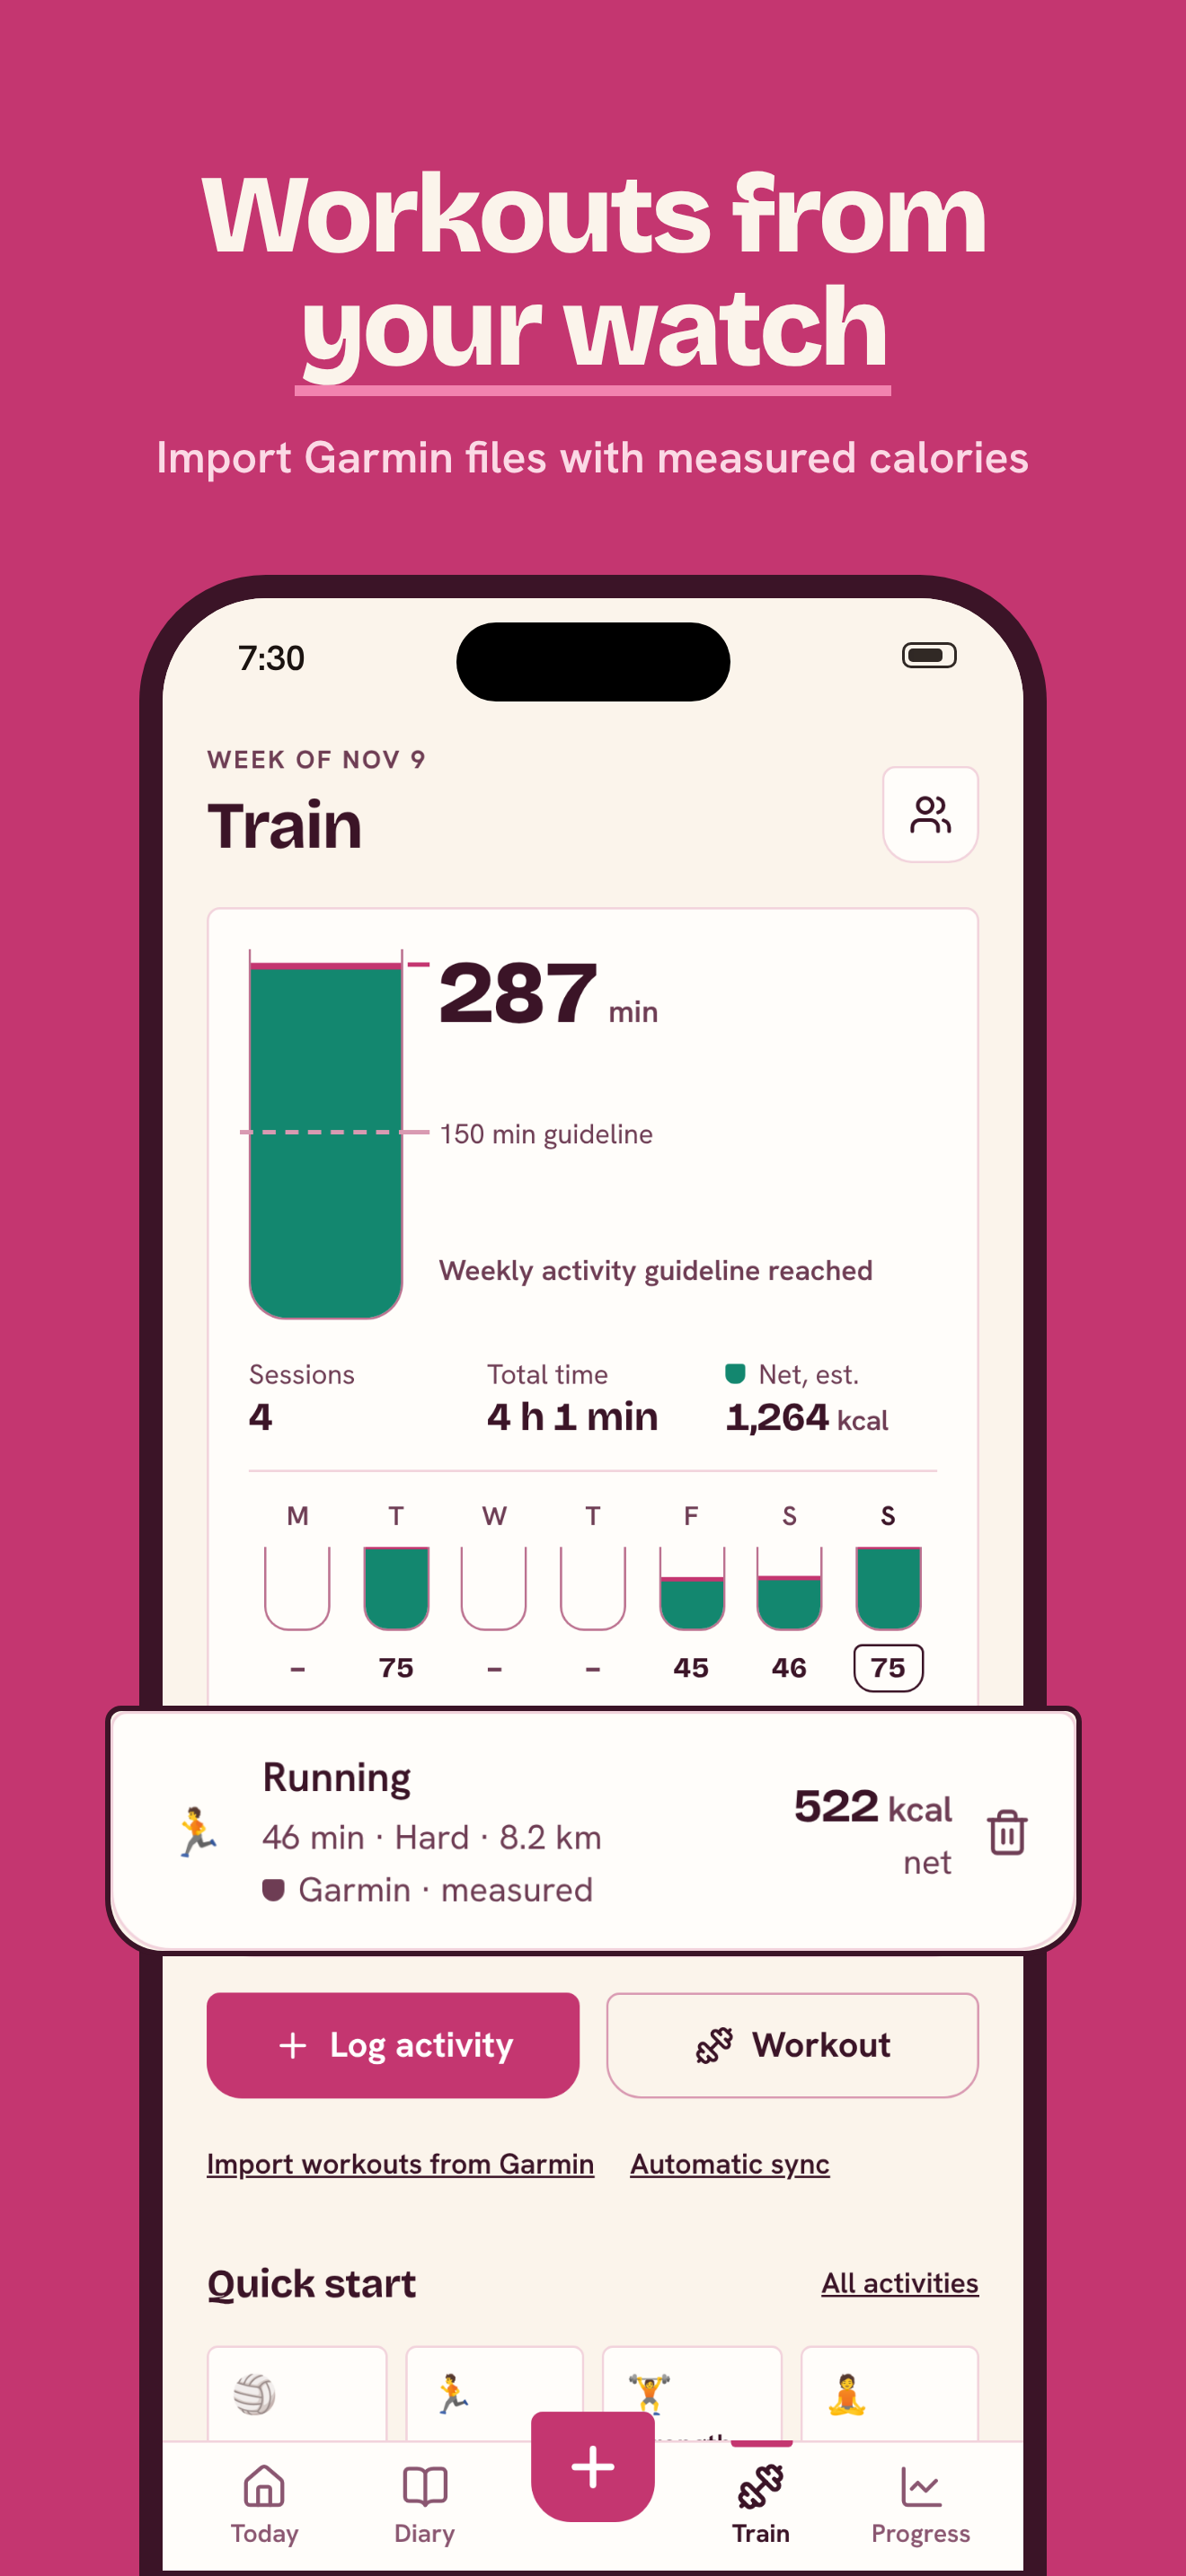 Workouts from
your watch
Import Garmin files with measured calories
7:30
WEEK OF NOV 9
Train
287 min
150 min guideline
Weekly activity guideline reached
Sessions
Total time
Net, est.
4
4 h 1 min
1,264 kcal
M T W T F S S
– 75 – – 45 46 75
Running
46 min · Hard · 8.2 km
Garmin · measured
522 kcal
net
+ Log activity
Workout
Import workouts from Garmin
Automatic sync
Quick start
All activities
Today
Diary
Train
Progress